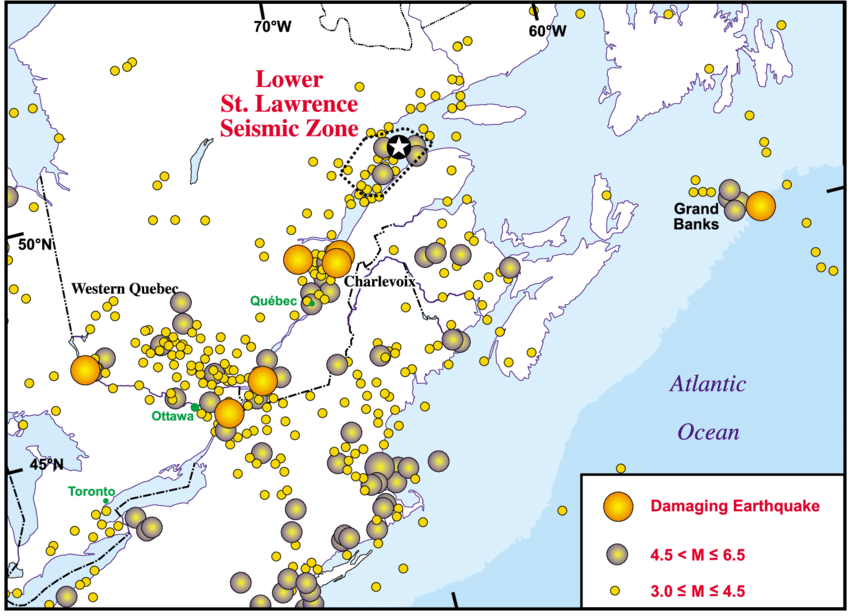 70°W
60°W
Lower
St. Lawrence
Seismic Zone
Grand
Banks
50°N
Charlevoix
Western Quebec
Québec
Atlantic
Ocean
Ottawa
45°N
Toronto
Damaging Earthquake
4.5 < M ≤ 6.5
3.0 ≤ M ≤ 4.5